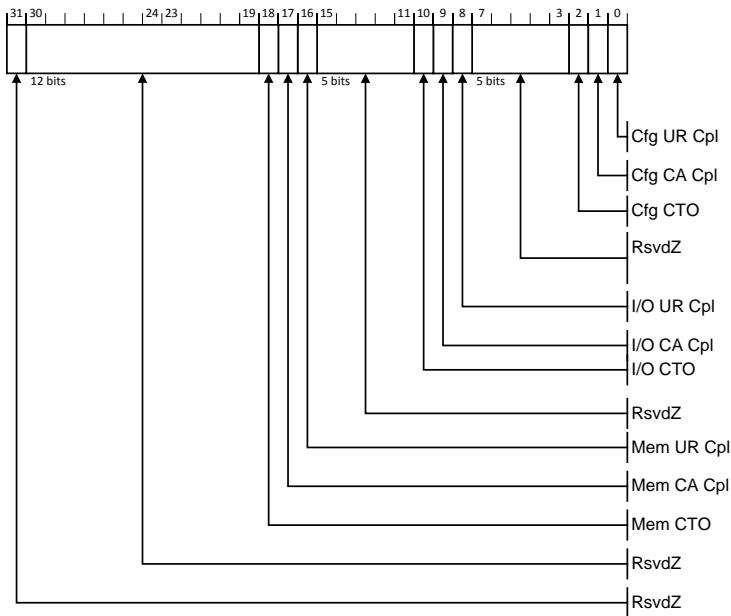 31 30 24 23 19 18 17 16 15 11 10 9 8 7 3 2 1 0
12 bits 5 bits 5 bits
Cfg UR Cpl
Cfg CA Cpl
Cfg CTO
RsvdZ
I/O UR Cpl
I/O CA Cpl
I/O CTO
RsvdZ
Mem UR Cpl
Mem CA Cpl
Mem CTO
RsvdZ
RsvdZ